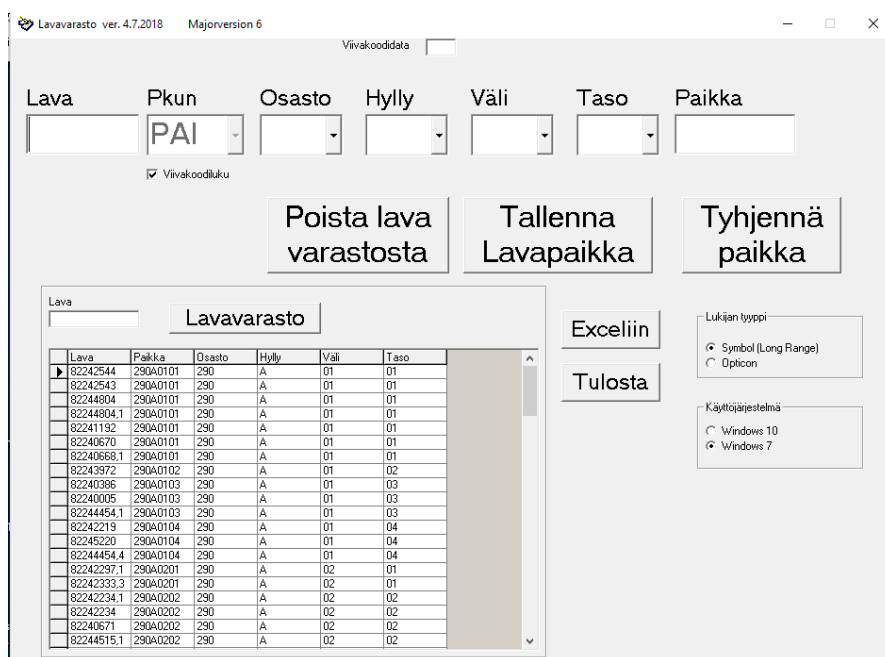 Lavavarasto ver. 4.7.2018 Majorversion 6
Viivakoodidata
Lava Pkun Osasto Hylly Väli Taso Paikka
PAI
Viivakoodiluku
Poista lava varastosta
Tallenna Lavapaikka
Tyhjennä paikka
Lava
Lavavarasto
Exceliin
Tulosta
Lukijan tyyppi
Symbol (Long Range)
Opticon
Käyttöjärjestelmä
Windows 10
Windows 7
Lava Paikka Osasto Hylly Väli Taso
82242544 290A0101 290 A 01 01
82242543 290A0101 290 A 01 01
82244804 290A0101 290 A 01 01
82244804,1 290A0101 290 A 01 01
82241192 290A0101 290 A 01 01
82240670 290A0101 290 A 01 01
82240668,1 290A0101 290 A 01 01
82243972 290A0102 290 A 01 02
82240386 290A0103 290 A 01 03
82240005 290A0103 290 A 01 03
82244454,1 290A0103 290 A 01 03
82242219 290A0104 290 A 01 04
82245220 290A0104 290 A 01 04
82244454,4 290A0104 290 A 01 04
82242297,1 290A0201 290 A 02 01
82242333,3 290A0201 290 A 02 01
82242234,1 290A0202 290 A 02 02
82242234 290A0202 290 A 02 02
82240671 290A0202 290 A 02 02
82244515,1 290A0202 290 A 02 02